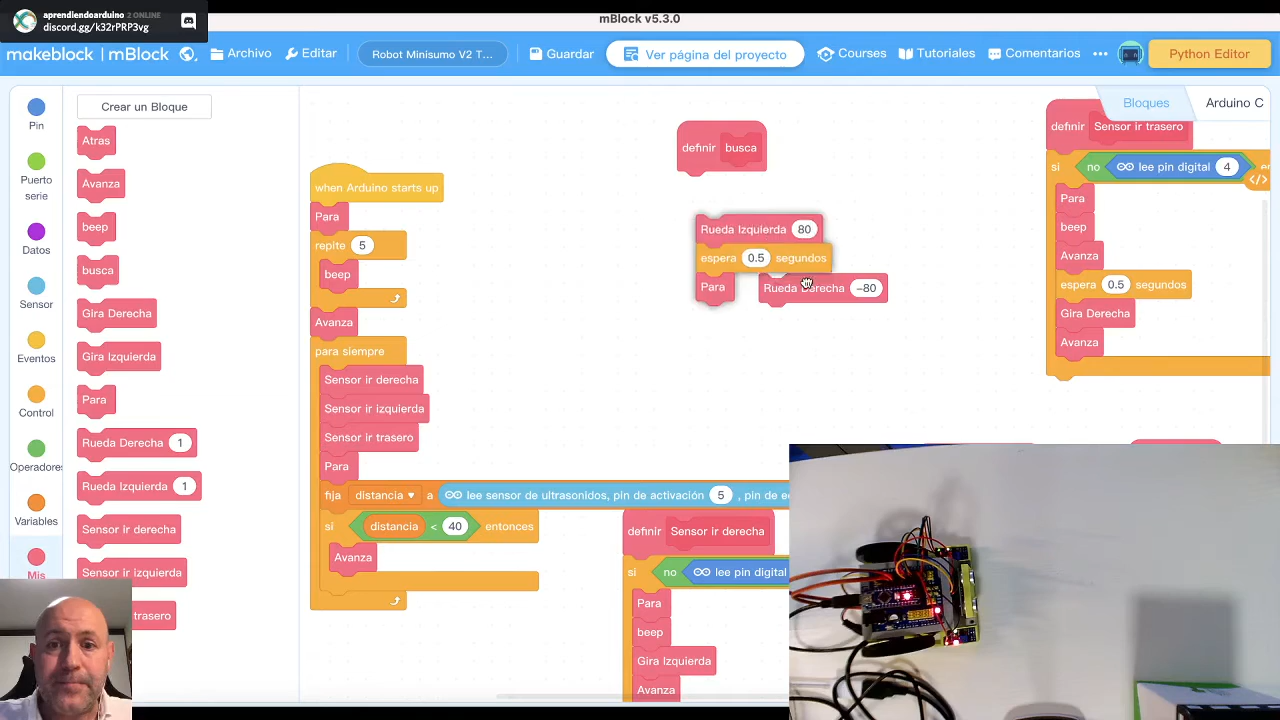 aprendiendoarduino 2 ONLINE
discord.gg/k32rPRP3vg
mBlock v5.3.0
makeblock | mBlock
Archivo
Editar
Robot Minisumo V2 T...
Guardar
Ver página del proyecto
Courses
Tutoriales
Comentarios
Python Editor
Pin
Puerto
serie
Datos
Sensor
Eventos
Control
Operadores
Variables
Mis
Crear un Bloque
Atras
Avanza
beep
busca
Gira Derecha
Gira Izquierda
Para
Rueda Derecha 1
Rueda Izquierda 1
Sensor ir derecha
Sensor ir izquierda
trasero
when Arduino starts up
Para
repite 5
beep
Avanza
para siempre
Sensor ir derecha
Sensor ir izquierda
Sensor ir trasero
Para
fija distancia a lee sensor de ultrasonidos, pin de activación 5 , pin de e
si distancia < 40 entonces
Avanza
definir busca
Rueda Izquierda 80
espera 0.5 segundos
Para
Rueda Derecha -80
definir Sensor ir derecha
si no lee pin digital
Para
beep
Gira Izquierda
Avanza
Bloques
Arduino C
definir Sensor ir trasero
si no lee pin digital 4
Para
beep
Avanza
espera 0.5 segundos
Gira Derecha
Avanza